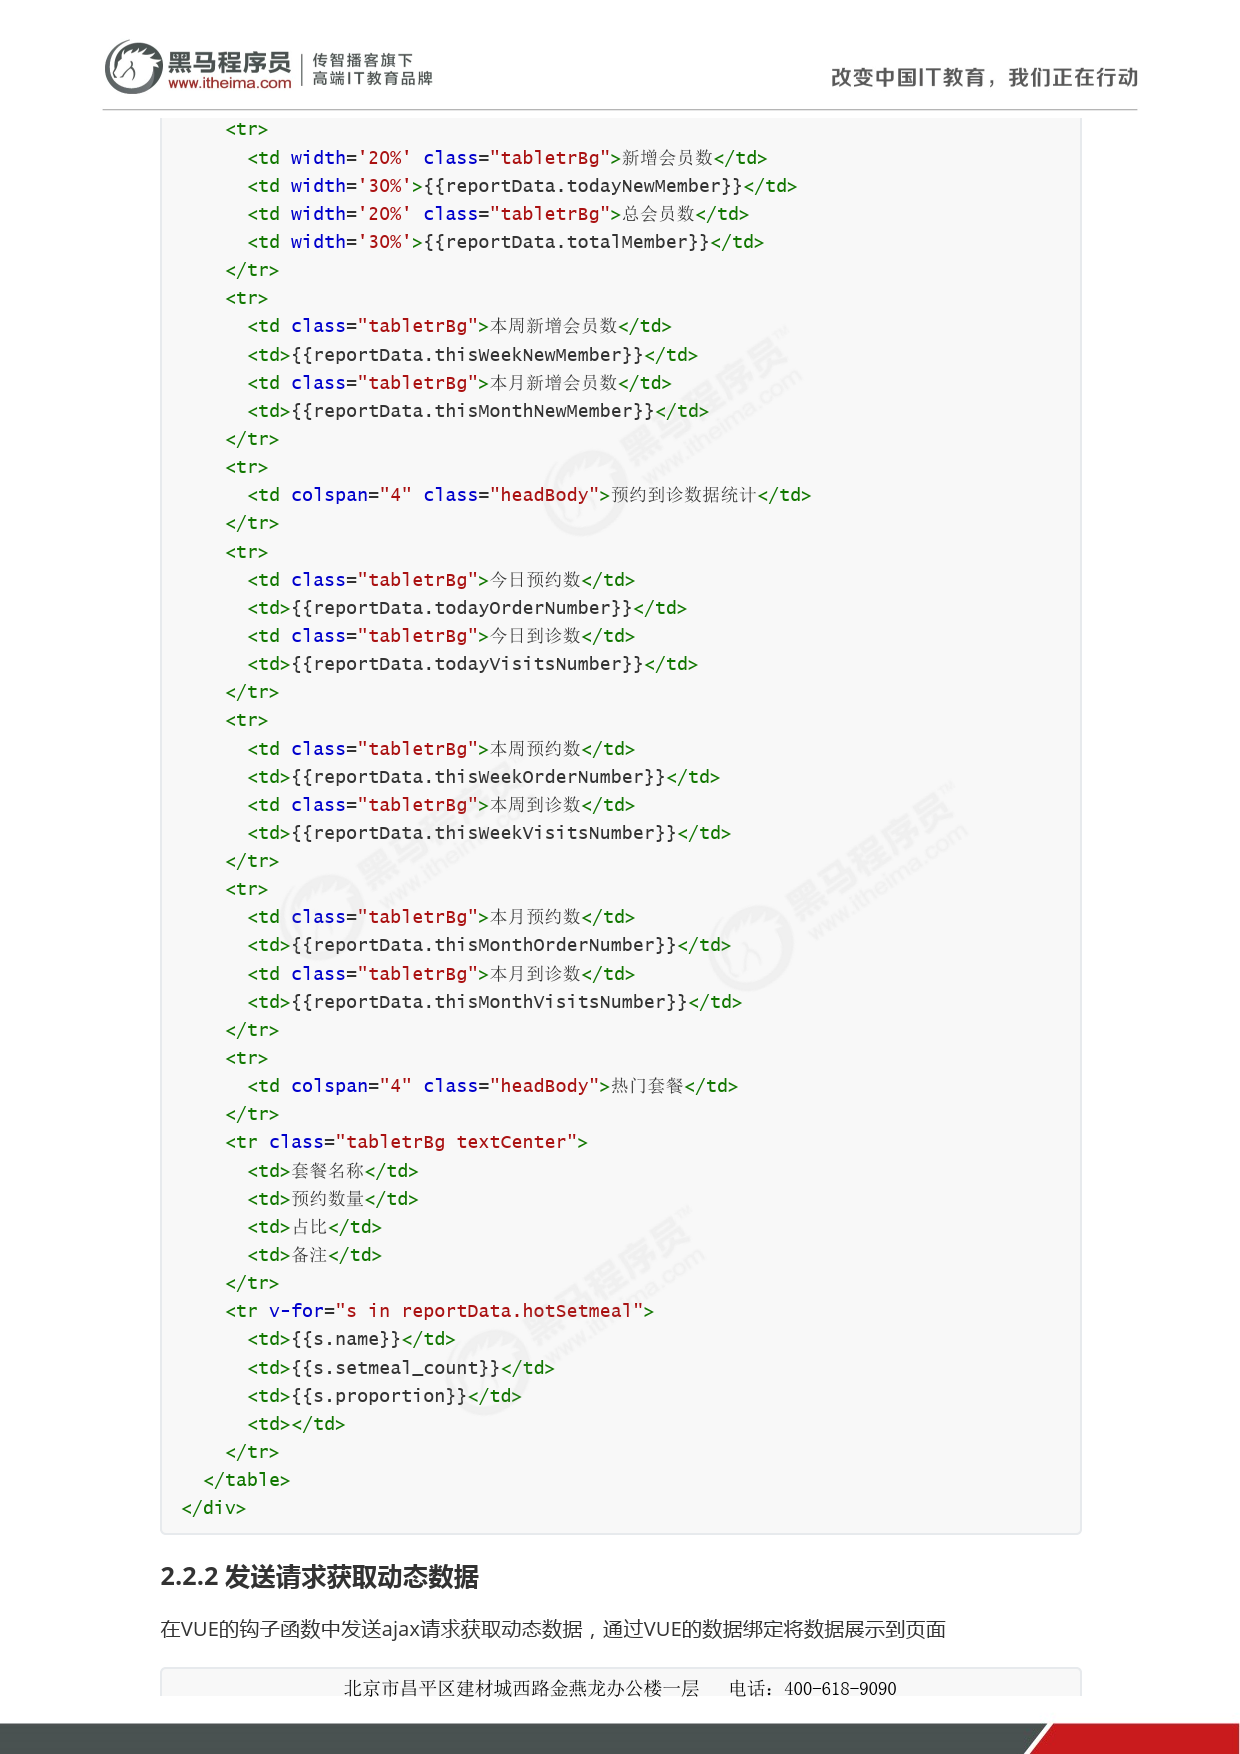 黑马程序员
www.itheima.com
传智播客旗下
高端IT教育品牌
改变中国IT教育，我们正在行动
<tr>
<td width='20%' class="tabletrBg">新增会员数</td>
<td width='30%'>{{reportData.todayNewMember}}</td>
<td width='20%' class="tabletrBg">总会员数</td>
<td width='30%'>{{reportData.totalMember}}</td>
</tr>
<tr>
<td class="tabletrBg">本周新增会员数</td>
<td>{{reportData.thisWeekNewMember}}</td>
<td class="tabletrBg">本月新增会员数</td>
<td>{{reportData.thisMonthNewMember}}</td>
</tr>
<tr>
<td colspan="4" class="headBody">预约到诊数据统计</td>
</tr>
<tr>
<td class="tabletrBg">今日预约数</td>
<td>{{reportData.todayOrderNumber}}</td>
<td class="tabletrBg">今日到诊数</td>
<td>{{reportData.todayVisitsNumber}}</td>
</tr>
<tr>
<td class="tabletrBg">本周预约数</td>
<td>{{reportData.thisWeekOrderNumber}}</td>
<td class="tabletrBg">本周到诊数</td>
<td>{{reportData.thisWeekVisitsNumber}}</td>
</tr>
<tr>
<td class="tabletrBg">本月预约数</td>
<td>{{reportData.thisMonthOrderNumber}}</td>
<td class="tabletrBg">本月到诊数</td>
<td>{{reportData.thisMonthVisitsNumber}}</td>
</tr>
<tr>
<td colspan="4" class="headBody">热门套餐</td>
</tr>
<tr class="tabletrBg textCenter">
<td>套餐名称</td>
<td>预约数量</td>
<td>占比</td>
<td>备注</td>
</tr>
<tr v-for="s in reportData.hotSetmeal">
<td>{{s.name}}</td>
<td>{{s.setmeal_count}}</td>
<td>{{s.proportion}}</td>
<td></td>
</tr>
</table>
</div>
2.2.2 发送请求获取动态数据
在VUE的钩子函数中发送ajax请求获取动态数据，通过VUE的数据绑定将数据展示到页面
北京市昌平区建材城西路金燕龙办公楼一层 电话：400-618-9090